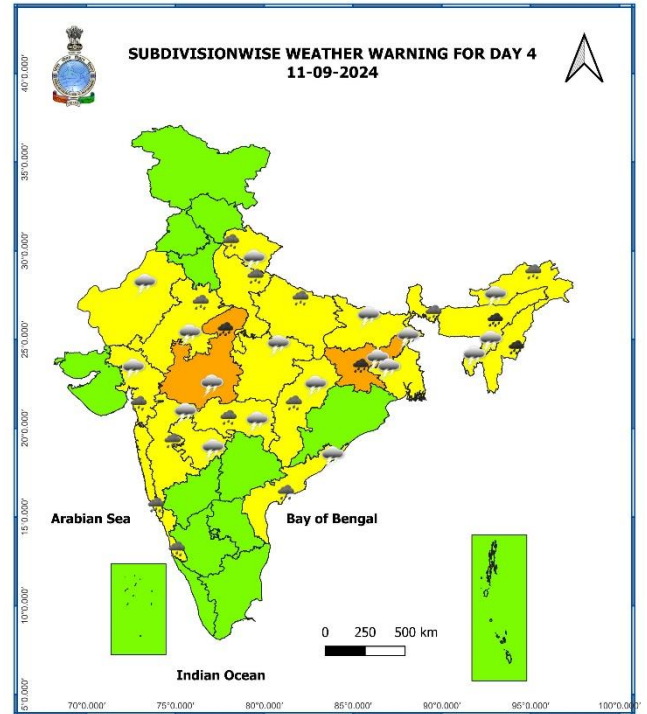 SUBDIVISIONWISE WEATHER WARNING FOR DAY 4
11-09-2024
40°0.000'
35°0.000'
30°0.000'
25°0.000'
20°0.000'
15°0.000'
10°0.000'
5°0.000'
Arabian Sea
Bay of Bengal
0 250 500 km
Indian Ocean
70°0.000' 75°0.000' 80°0.000' 85°0.000' 90°0.000' 95°0.000' 100°0.000'